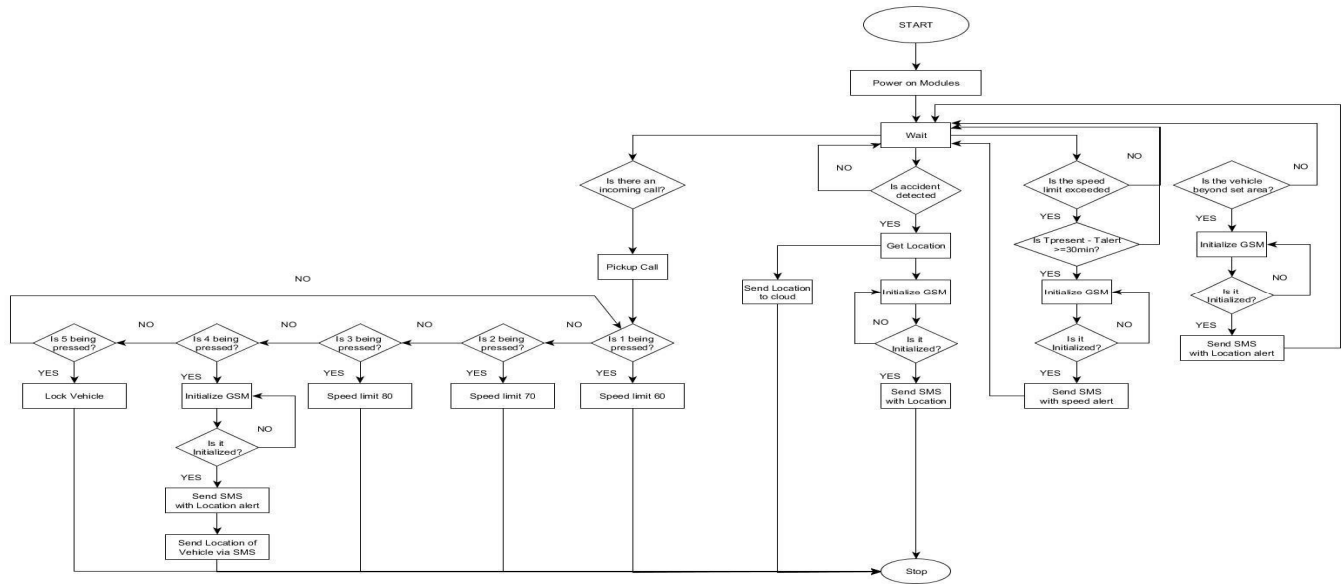 START
Power on Modules
Wait
NO
NO
NO
Is there an
incoming call?
Is accident
detected
Is the speed
limit exceeded
Is the vehicle
beyond set area?
YES
YES
YES
Get Location
Is Tpresent - Talert
>=30min?
Initialize GSM
Pickup Call
YES
NO
NO
Send Location
to cloud
Initialize GSM
Initialize GSM
Is it
Initialized?
NO
NO
NO
NO
NO
NO
YES
Is 5 being
pressed?
Is 4 being
pressed?
Is 3 being
pressed?
Is 2 being
pressed?
Is 1 being
pressed?
Is it
Initialized?
Is it
Initialized?
Send SMS
with Location alert
YES
YES
YES
YES
YES
YES
YES
Lock Vehicle
Initialize GSM
Speed limit 80
Speed limit 70
Speed limit 60
Send SMS
with Location
Send SMS
with speed alert
NO
Is it
Initialized?
YES
Send SMS
with Location alert
Send Location of
Vehicle via SMS
Stop